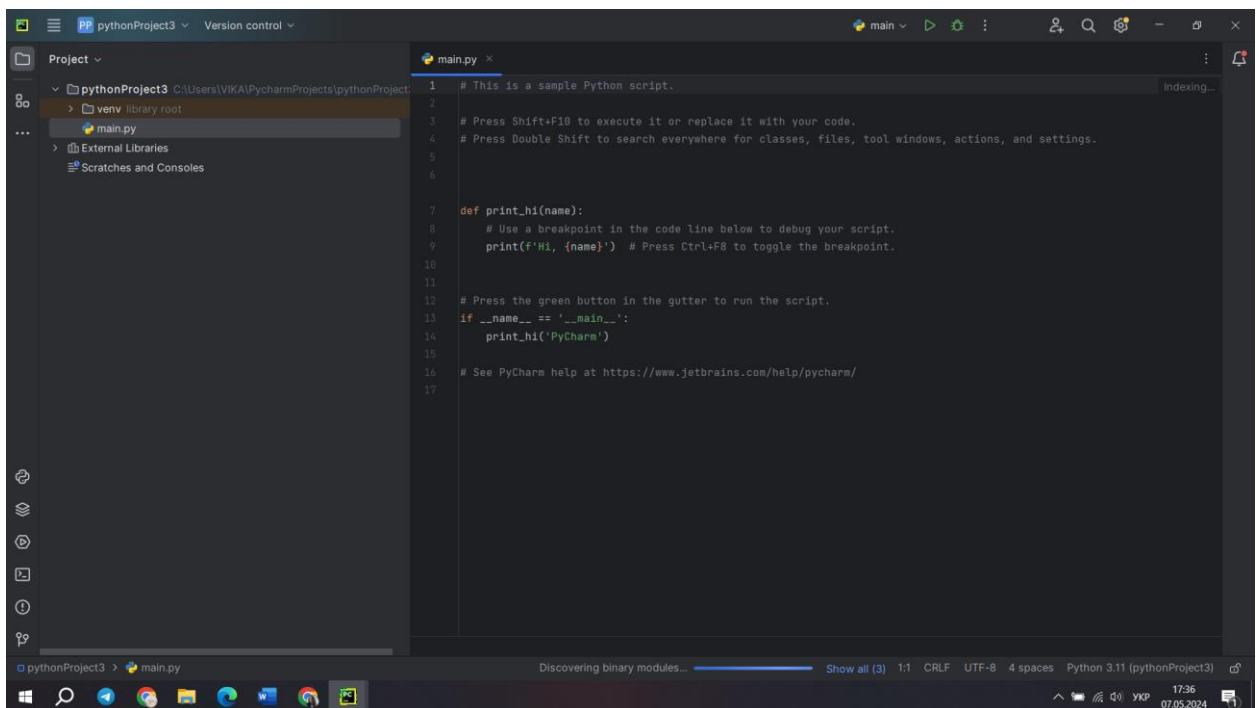 PP pythonProject3 Version control main
Project main.py
pythonProject3 C:\Users\VIKA\PycharmProjects\pythonProject
venv library root
main.py
External Libraries
Scratches and Consoles
1 # This is a sample Python script. Indexing...
2
3 # Press Shift+F10 to execute it or replace it with your code.
4 # Press Double Shift to search everywhere for classes, files, tool windows, actions, and settings.
5
6
7 def print_hi(name):
8 # Use a breakpoint in the code line below to debug your script.
9 print(f'Hi, {name}') # Press Ctrl+F8 to toggle the breakpoint.
10
11
12 # Press the green button in the gutter to run the script.
13 if __name__ == '__main__':
14 print_hi('PyCharm')
15
16 # See PyCharm help at https://www.jetbrains.com/help/pycharm/
17
pythonProject3 > main.py Discovering binary modules... Show all (3) 1:1 CRLF UTF-8 4 spaces Python 3.11 (pythonProject3)
УКР 17:36
07.05.2024